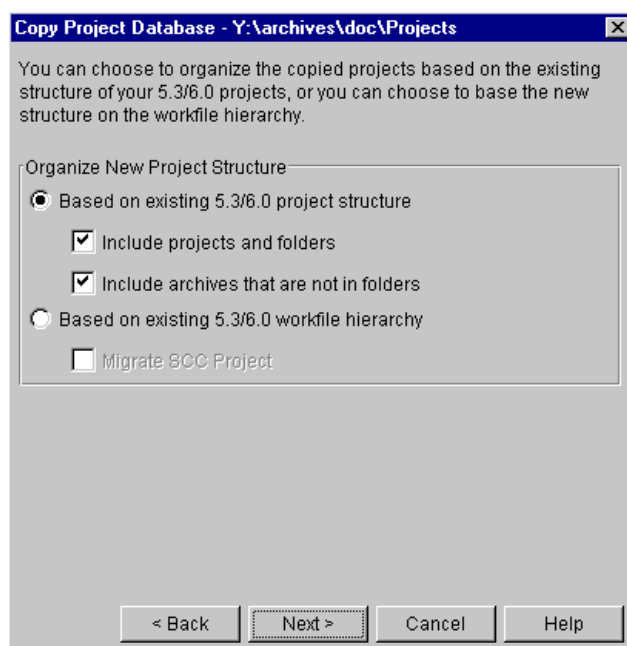 Copy Project Database - Y:\archives\doc\Projects
You can choose to organize the copied projects based on the existing
structure of your 5.3/6.0 projects, or you can choose to base the new
structure on the workfile hierarchy.
Organize New Project Structure
Based on existing 5.3/6.0 project structure
Include projects and folders
Include archives that are not in folders
Based on existing 5.3/6.0 workfile hierarchy
Migrate SCC Project
< Back Next > Cancel Help